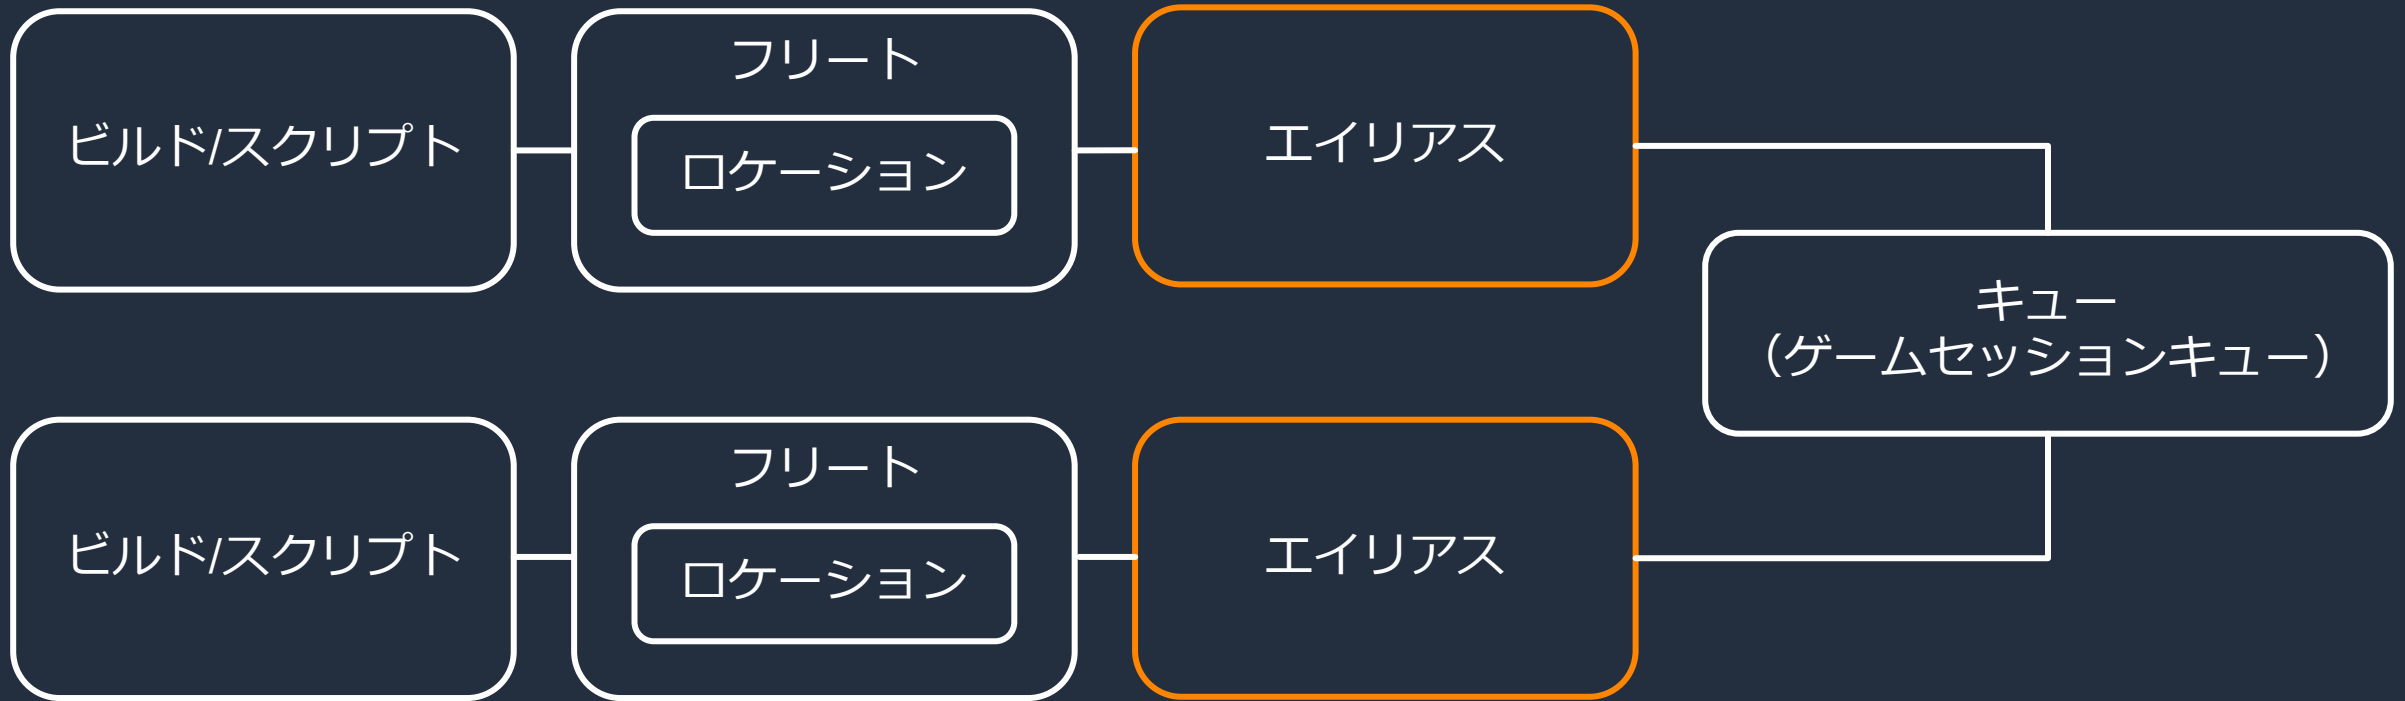 ビルド/スクリプト
フリート
ロケーション
エイリアス
キュー
（ゲームセッションキュー）
ビルド/スクリプト
フリート
ロケーション
エイリアス